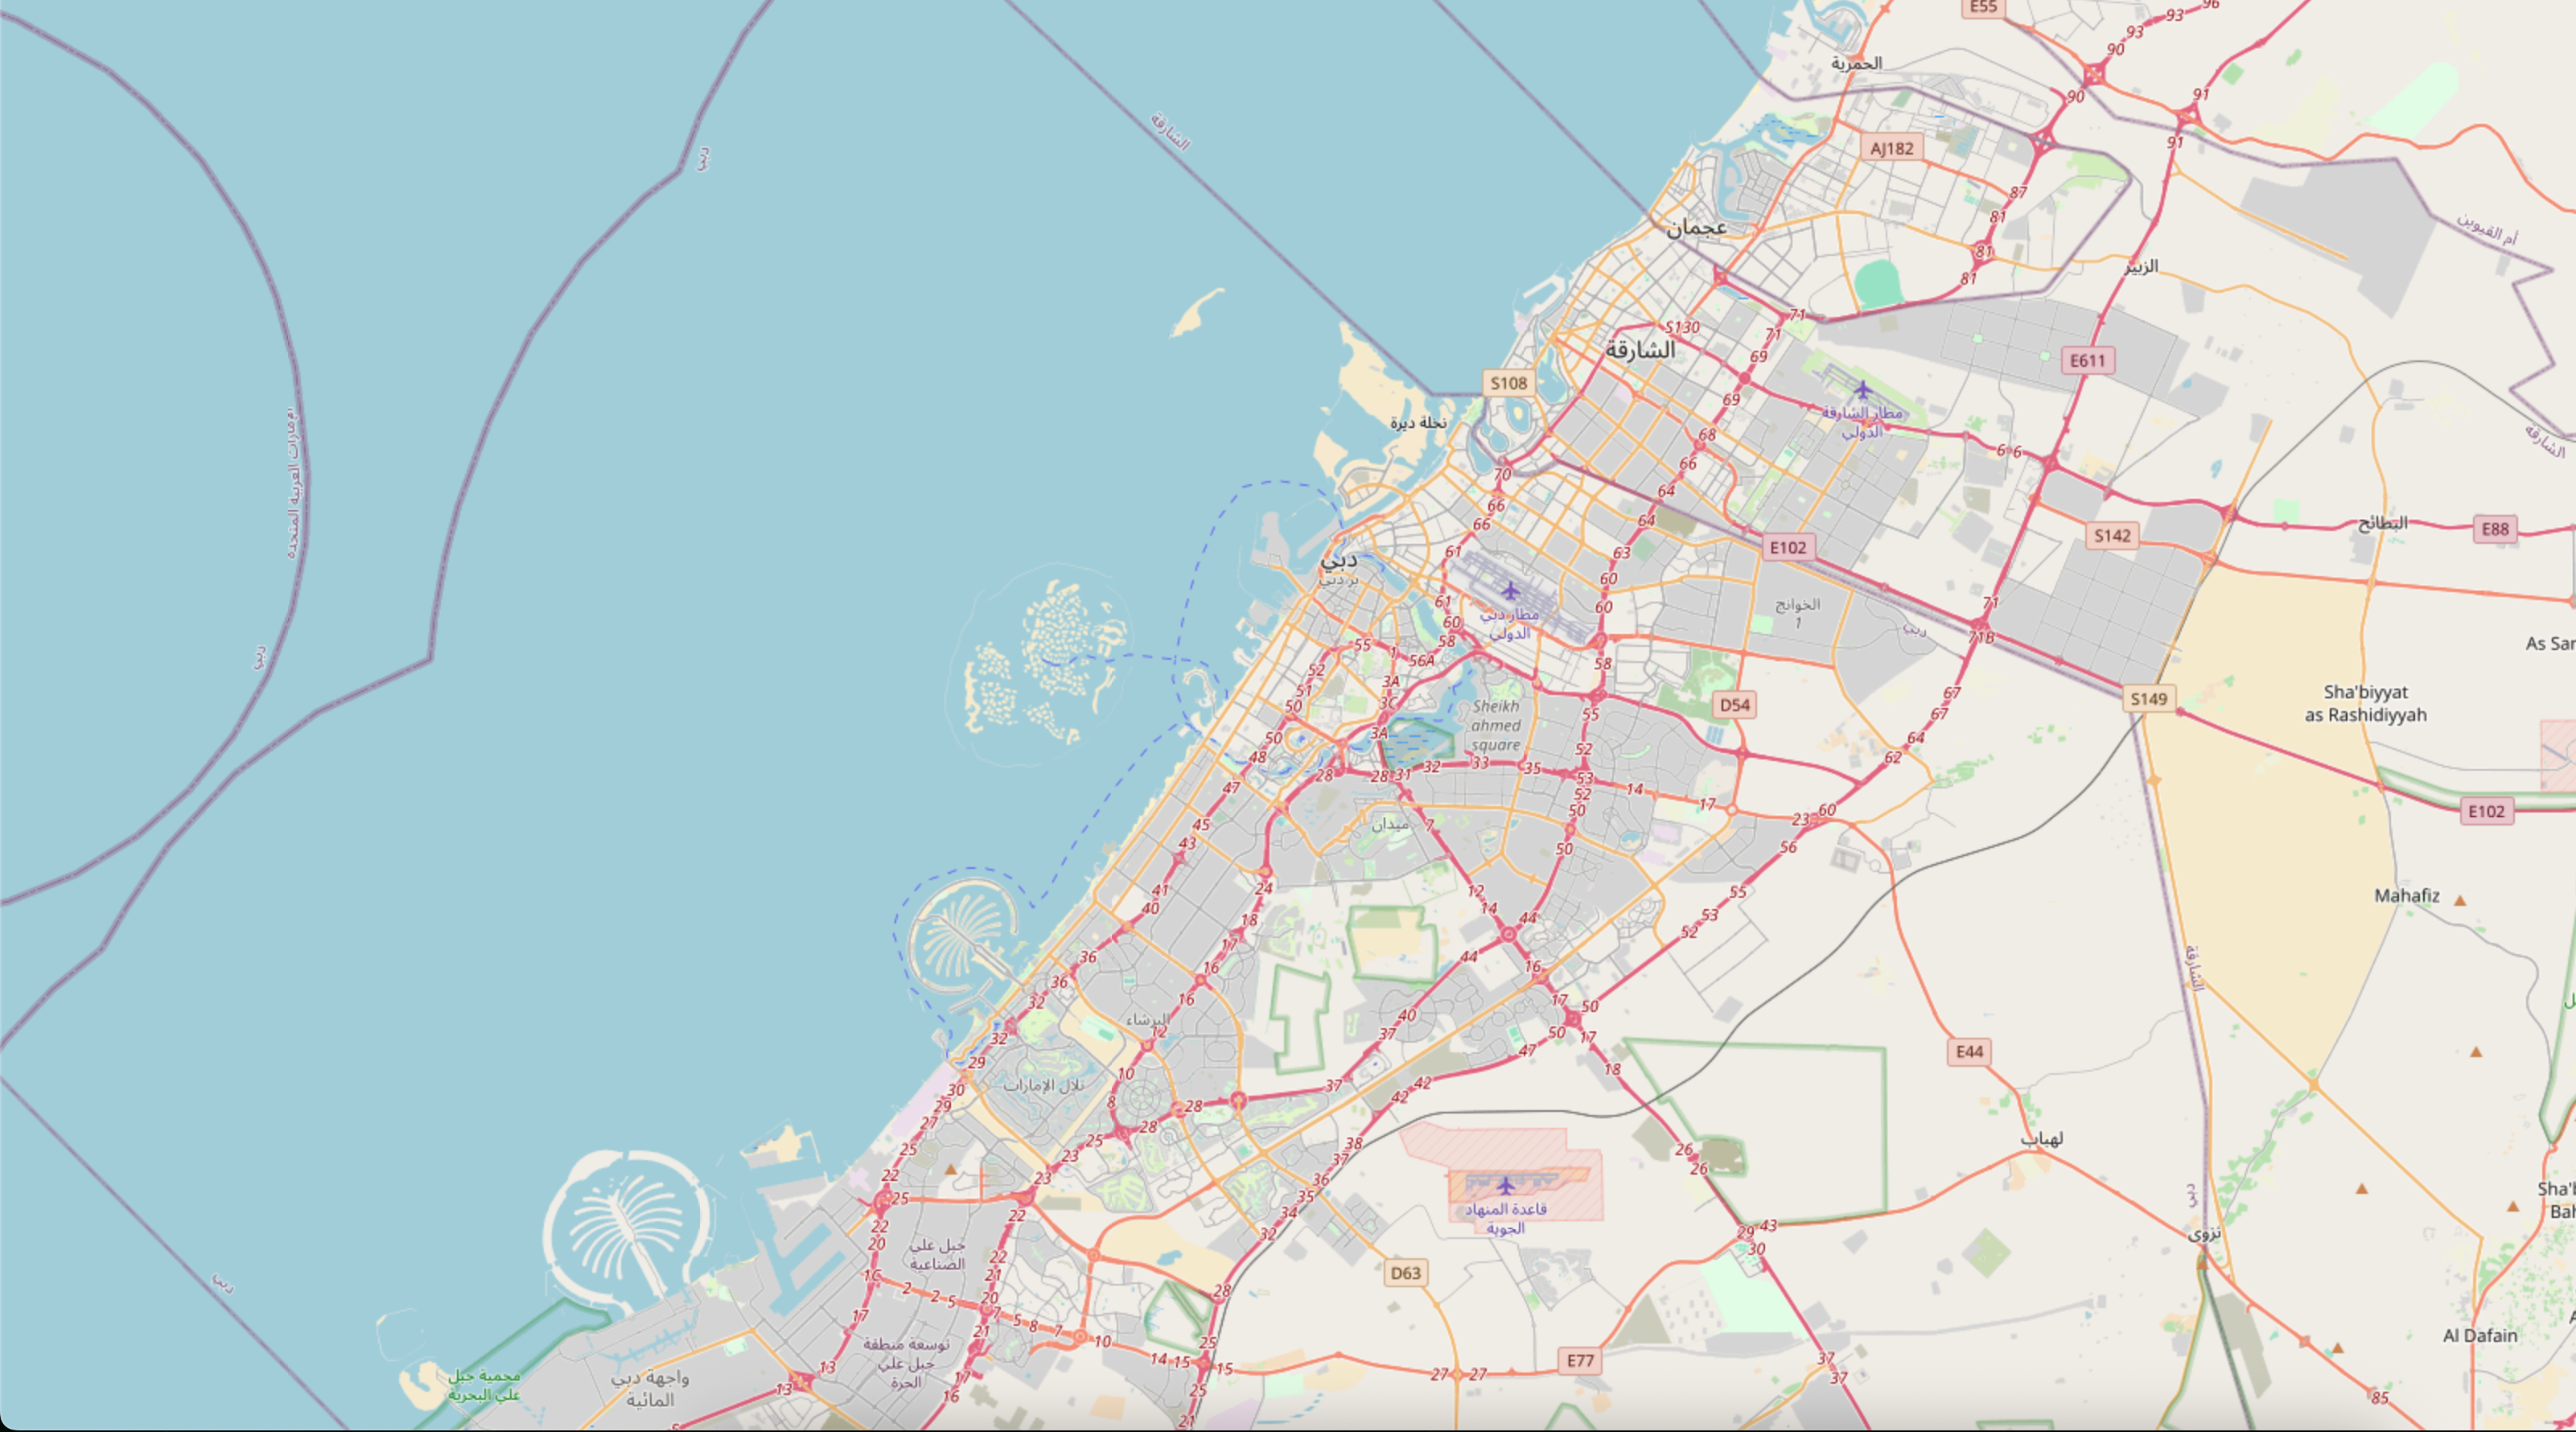 E55
93
96
93
90
الحمرية
90
91
91
الشارقة
دبي
AJ182
87
81
عجمان
أم القيوين
81
81
الزبير
71
S130
71
الشارقة
69
E611
S108
69
مطار الشارقة
الدولي
نخلة ديرة
68
6
6
66
70
64
66
64
66
61
63
E102
S142
البطائح
E88
الشارقة
الإمارات العربية المتحدة
دبي
بر دبي
60
مطار دبي
الدولي
61
60
60
58
الخوانيج
1
71
71B
دبي
دبي
55
1
56A
52
51
50
3A
3C
3A
58
55
Sheikh
ahmed
square
D54
67
67
S149
Sha'biyyat
as Rashidiyyah
As Sar
50
48
47
28
28
31
32
33
35
52
53
52
50
14
17
64
62
60
23
E102
ميدان
7
45
43
50
56
41
40
24
18
17
12
14
44
55
53
52
Mahafiz
36
36
32
32
16
16
44
16
17
50
50
17
الشارقة
البرشاء
12
40
37
47
18
E44
29
30
29
27
تلال الإمارات
10
8
28
28
37
42
42
25
25
23
38
37
36
35
34
32
26
26
لهباب
22
25
23
22
قاعدة المنهاد
الجوية
43
29
30
دبي
نزوى
Sha'b
Bah
22
20
جبل علي
الصناعية
22
21
20
1C
2
2
5
7
5
8
7
10
28
D63
دبي
17
21
توسعة منطقة
جبل علي
الحرة
25
14
15
15
27
27
E77
37
37
Al Dafain
محمية جبل
علي البحرية
واجهة دبي
المائية
13
13
17
16
25
21
85